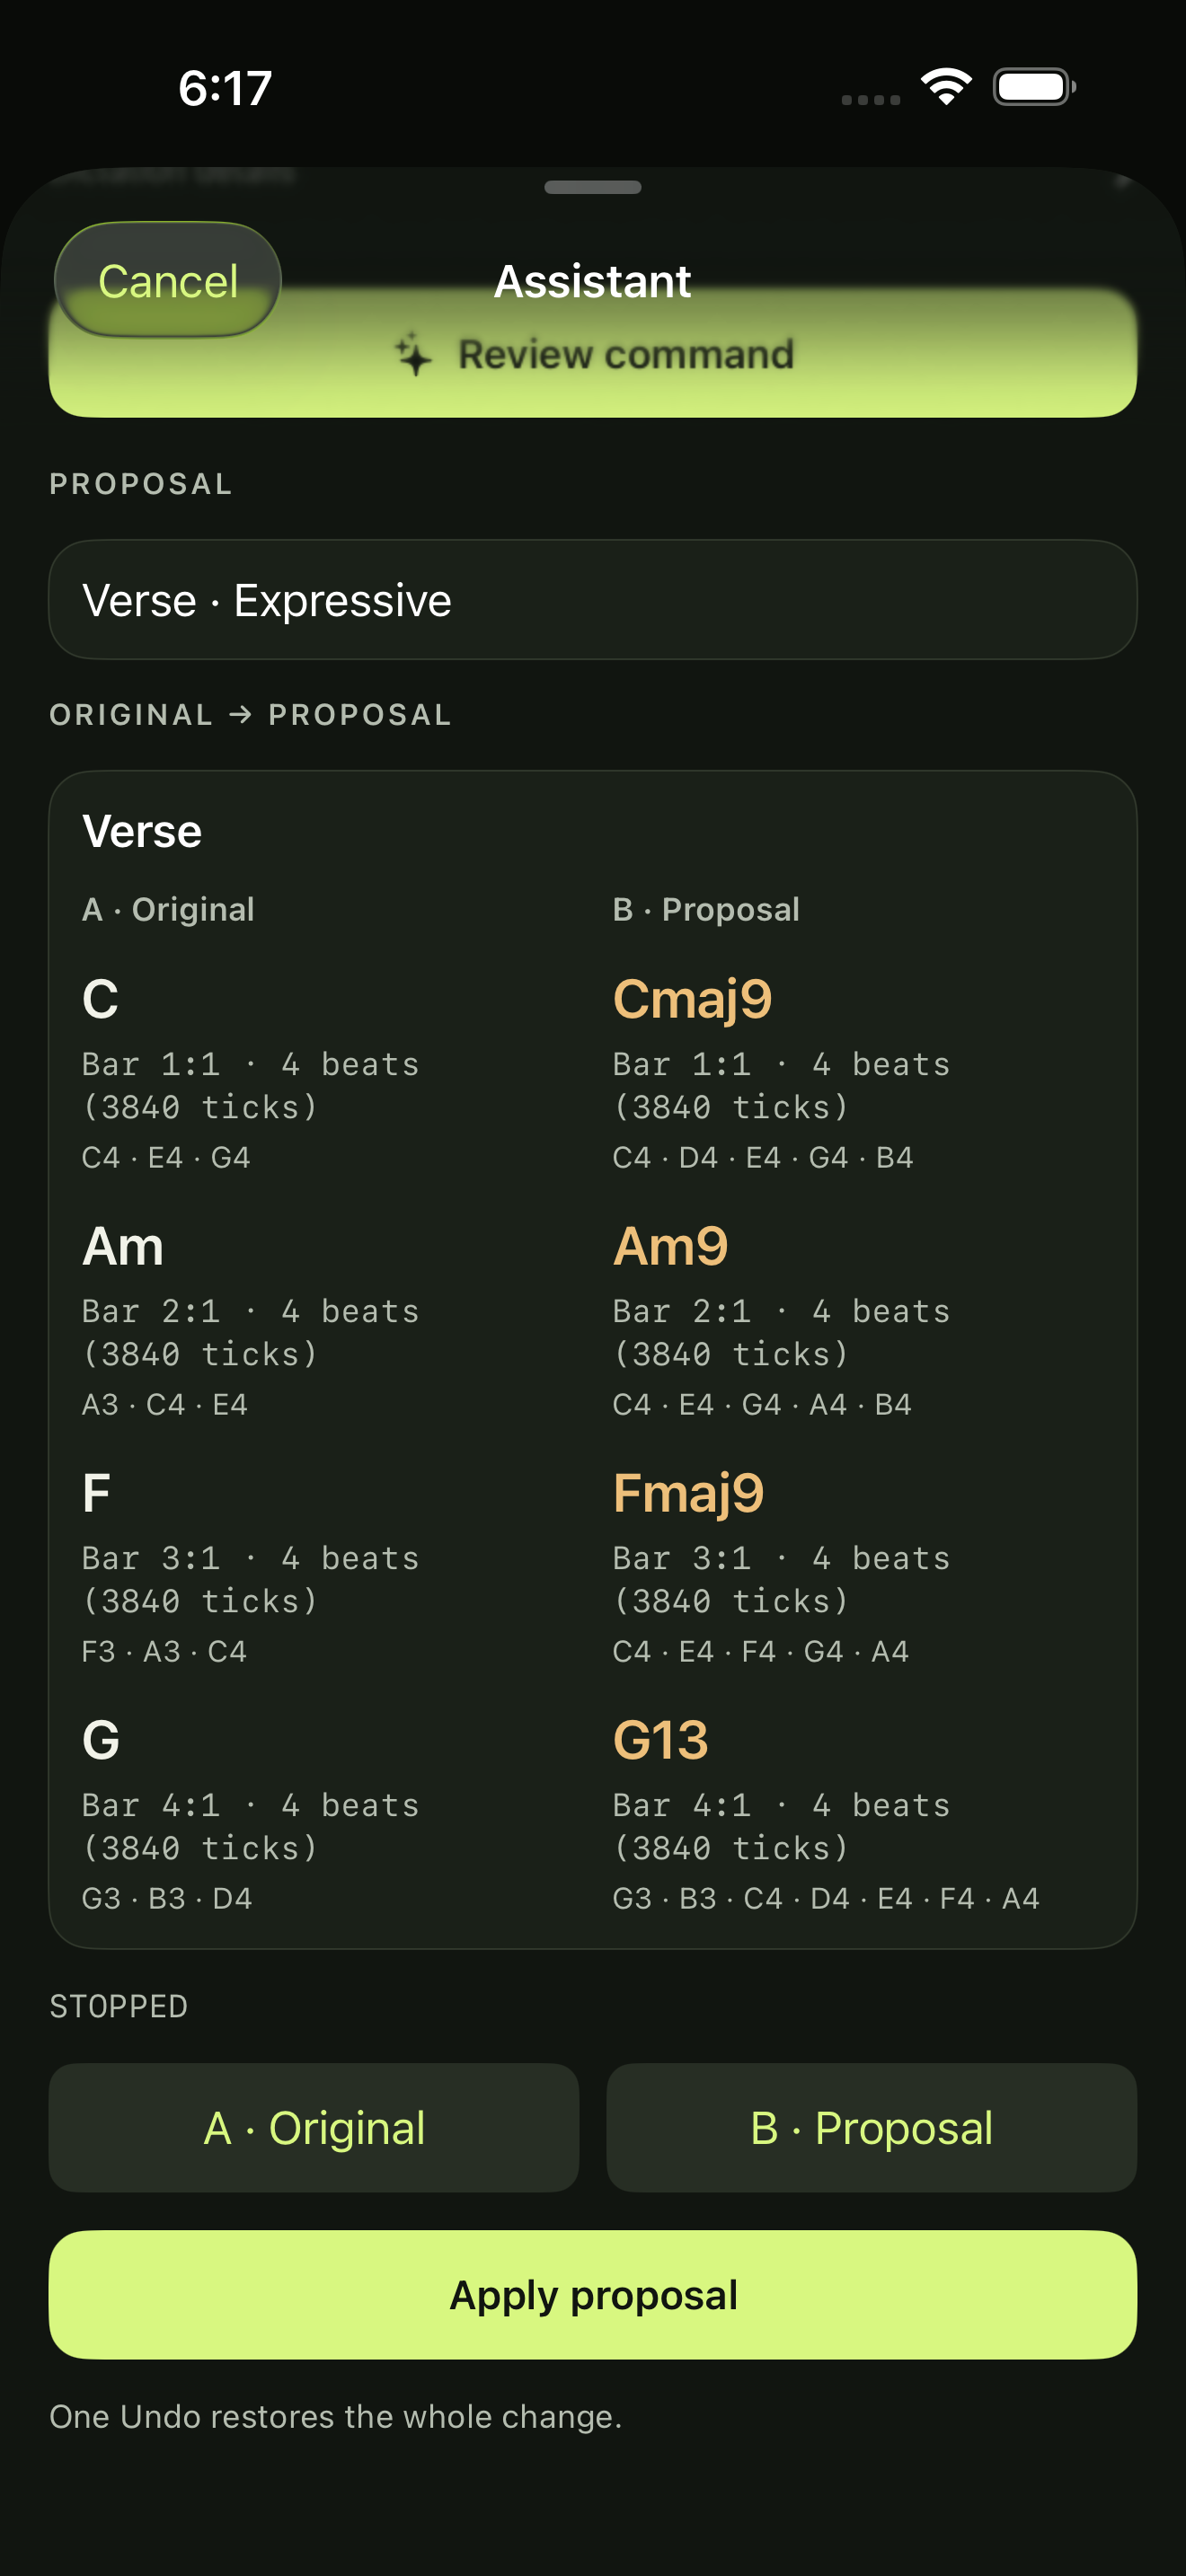 6:17
Cancel
Assistant
Review command
PROPOSAL
Verse · Expressive
ORIGINAL → PROPOSAL
Verse
A · Original
B · Proposal
C
Cmaj9
Bar 1:1 · 4 beats
(3840 ticks)
Bar 1:1 · 4 beats
(3840 ticks)
C4 · E4 · G4
C4 · D4 · E4 · G4 · B4
Am
Am9
Bar 2:1 · 4 beats
(3840 ticks)
Bar 2:1 · 4 beats
(3840 ticks)
A3 · C4 · E4
C4 · E4 · G4 · A4 · B4
F
Fmaj9
Bar 3:1 · 4 beats
(3840 ticks)
Bar 3:1 · 4 beats
(3840 ticks)
F3 · A3 · C4
C4 · E4 · F4 · G4 · A4
G
G13
Bar 4:1 · 4 beats
(3840 ticks)
Bar 4:1 · 4 beats
(3840 ticks)
G3 · B3 · D4
G3 · B3 · C4 · D4 · E4 · F4 · A4
STOPPED
A · Original
B · Proposal
Apply proposal
One Undo restores the whole change.